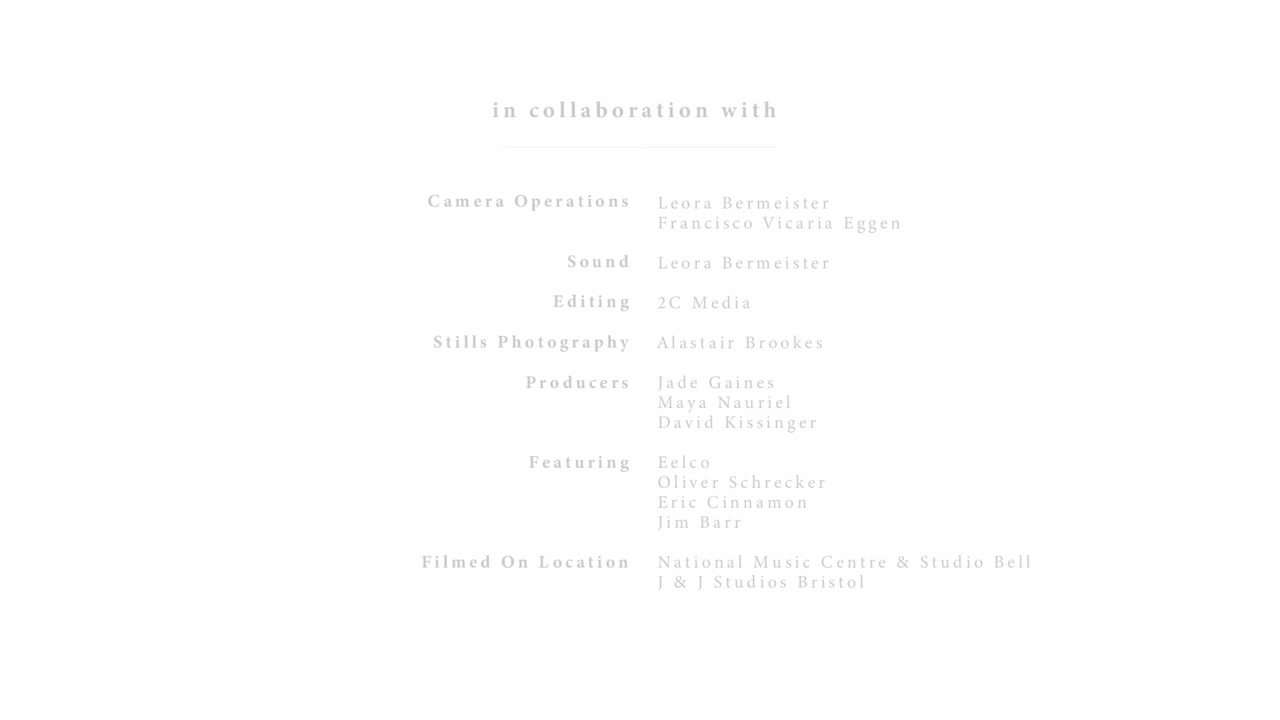 in collaboration with
Camera Operations Leora Bermeister
Francisco Vicaria Eggen
Sound Leora Bermeister
Editing 2C Media
Stills Photography Alastair Brookes
Producers Jade Gaines
Maya Nauriel
David Kissinger
Featuring Eelco
Oliver Schrecker
Eric Cinnamon
Jim Barr
Filmed On Location National Music Centre & Studio Bell
J & J Studios Bristol